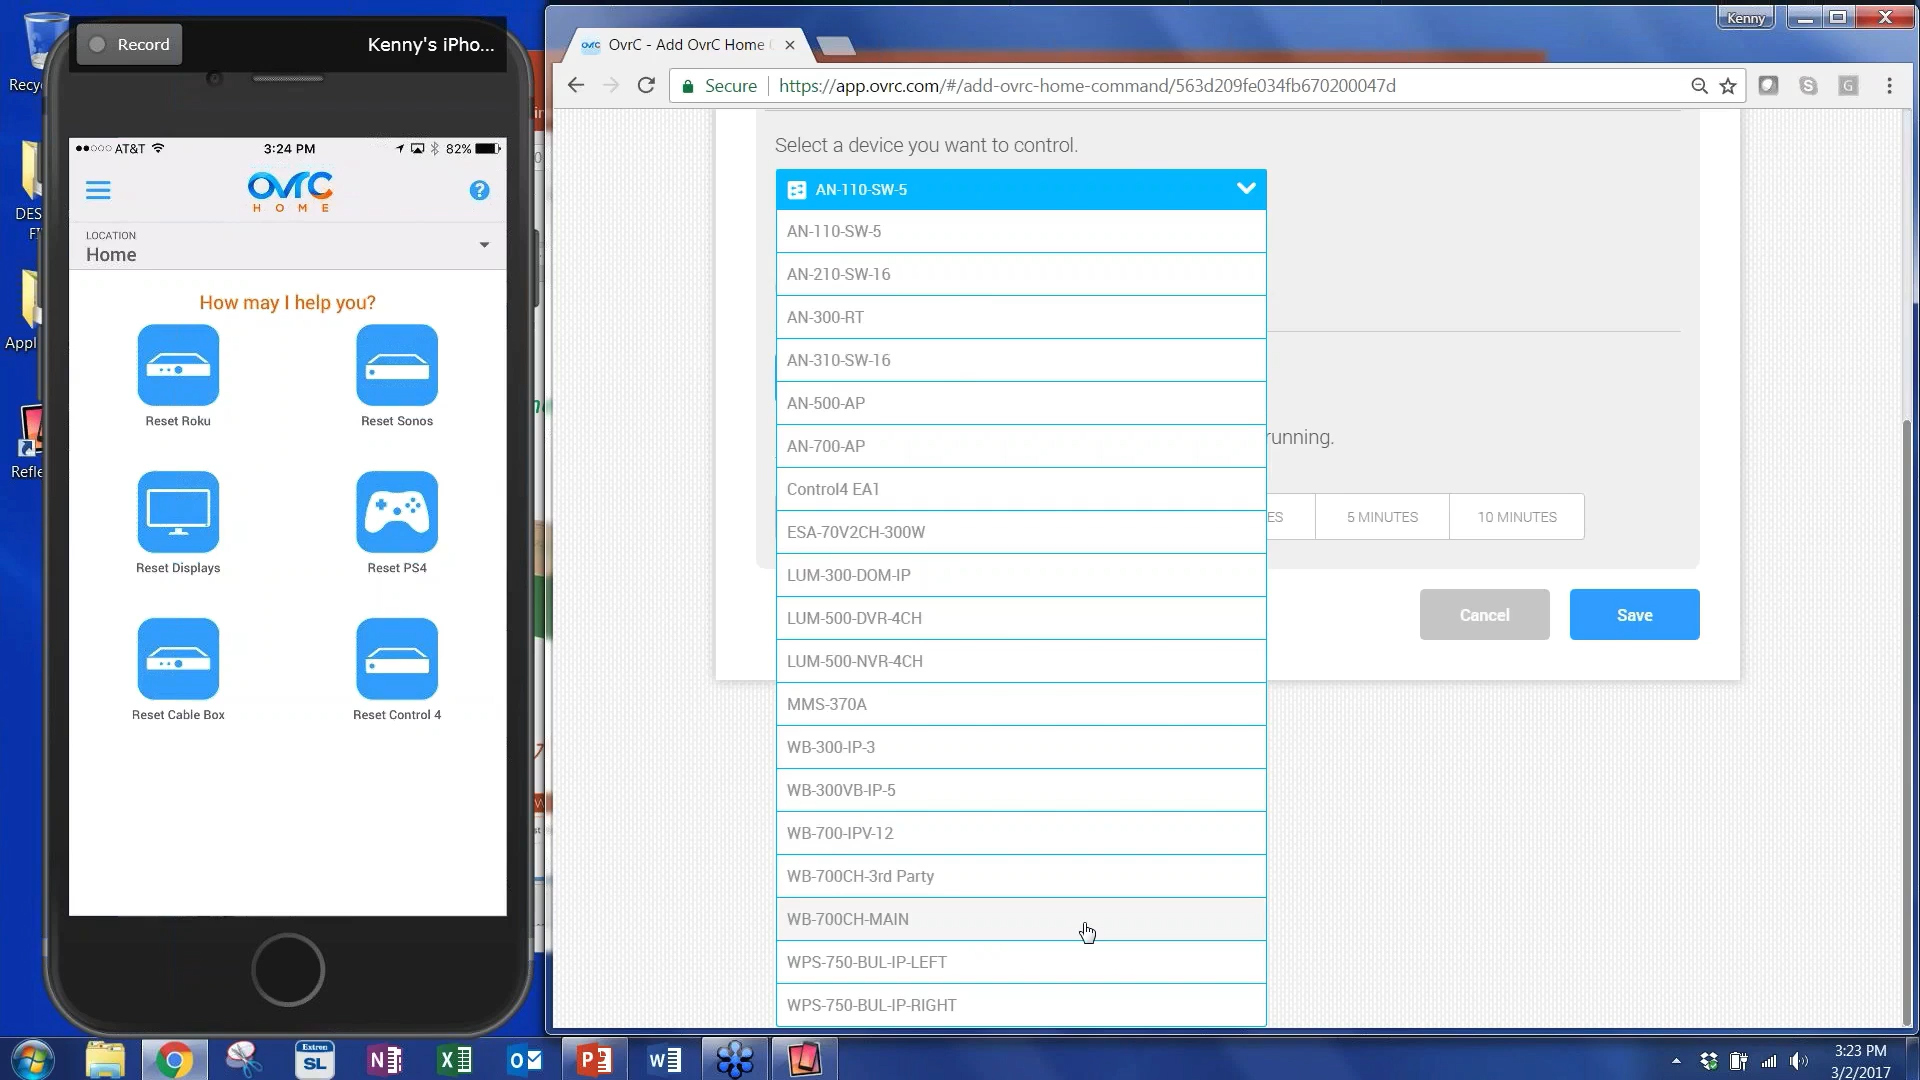 Record
Kenny's iPho...
AT&T
3:24 PM
82%
OvrC
HOME
?
LOCATION
Home
How may I help you?
Reset Roku
Reset Sonos
Reset Displays
Reset PS4
Reset Cable Box
Reset Control 4
Recyc
DES
FI
Appl
Refle
Kenny
OvrC - Add OvrC Home
Secure
https://app.ovrc.com/#/add-ovrc-home-command/563d209fe034fb670200047d
Select a device you want to control.
AN-110-SW-5
AN-110-SW-5
AN-210-SW-16
AN-300-RT
AN-310-SW-16
AN-500-AP
AN-700-AP
Control4 EA1
ESA-70V2CH-300W
LUM-300-DOM-IP
LUM-500-DVR-4CH
LUM-500-NVR-4CH
MMS-370A
WB-300-IP-3
WB-300VB-IP-5
WB-700-IPV-12
WB-700CH-3rd Party
WB-700CH-MAIN
WPS-750-BUL-IP-LEFT
WPS-750-BUL-IP-RIGHT
running.
ES
5 MINUTES
10 MINUTES
Cancel
Save
Extron
SL
3:23 PM
3/2/2017